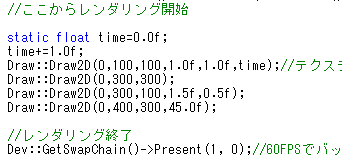 //ここからレンダリング開始
static float time=0.0f;
time+=1.0f;
Draw::Draw2D(0,100,100,1.0f,1.0f,time);//テクスラ
Draw::Draw2D(0,300,300);
Draw::Draw2D(0,300,100,1.5f,0.5f);
Draw::Draw2D(0,400,300,45.0f);
//レンダリング終了
Dev::GetSwapChain()->Present(1, 0);//60FPSでバッ